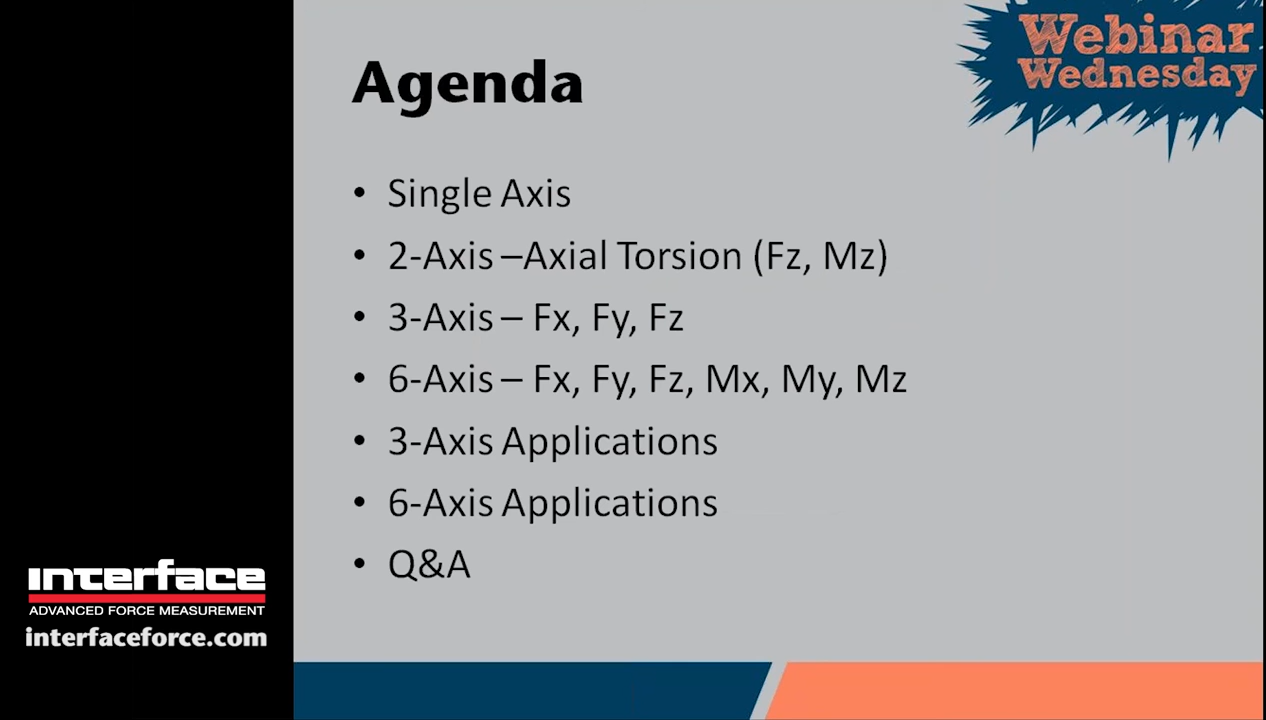 Webinar
Wednesday
Agenda
• Single Axis
• 2-Axis –Axial Torsion (Fz, Mz)
• 3-Axis – Fx, Fy, Fz
• 6-Axis – Fx, Fy, Fz, Mx, My, Mz
• 3-Axis Applications
• 6-Axis Applications
• Q&A
interface
ADVANCED FORCE MEASUREMENT
interfaceforce.com